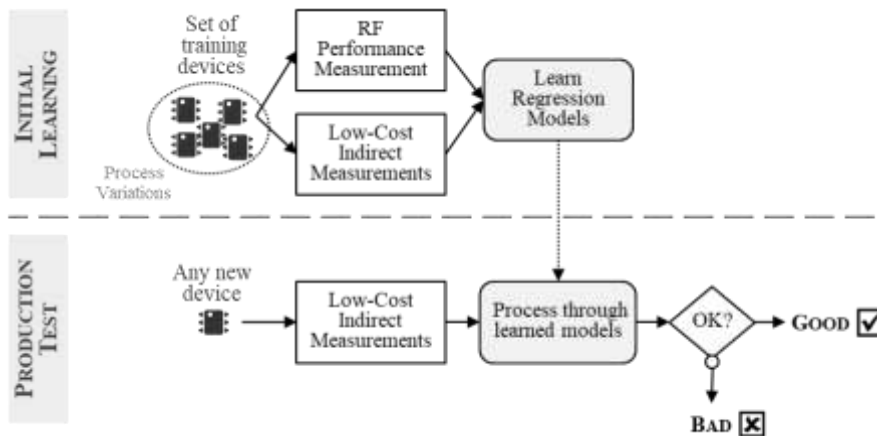 INITIAL
LEARNING
Set of
training
devices
Process
Variations
RF
Performance
Measurement
Low-Cost
Indirect
Measurements
Learn
Regression
Models
PRODUCTION
TEST
Any new
device
Low-Cost
Indirect
Measurements
Process through
learned models
OK?
GOOD
BAD